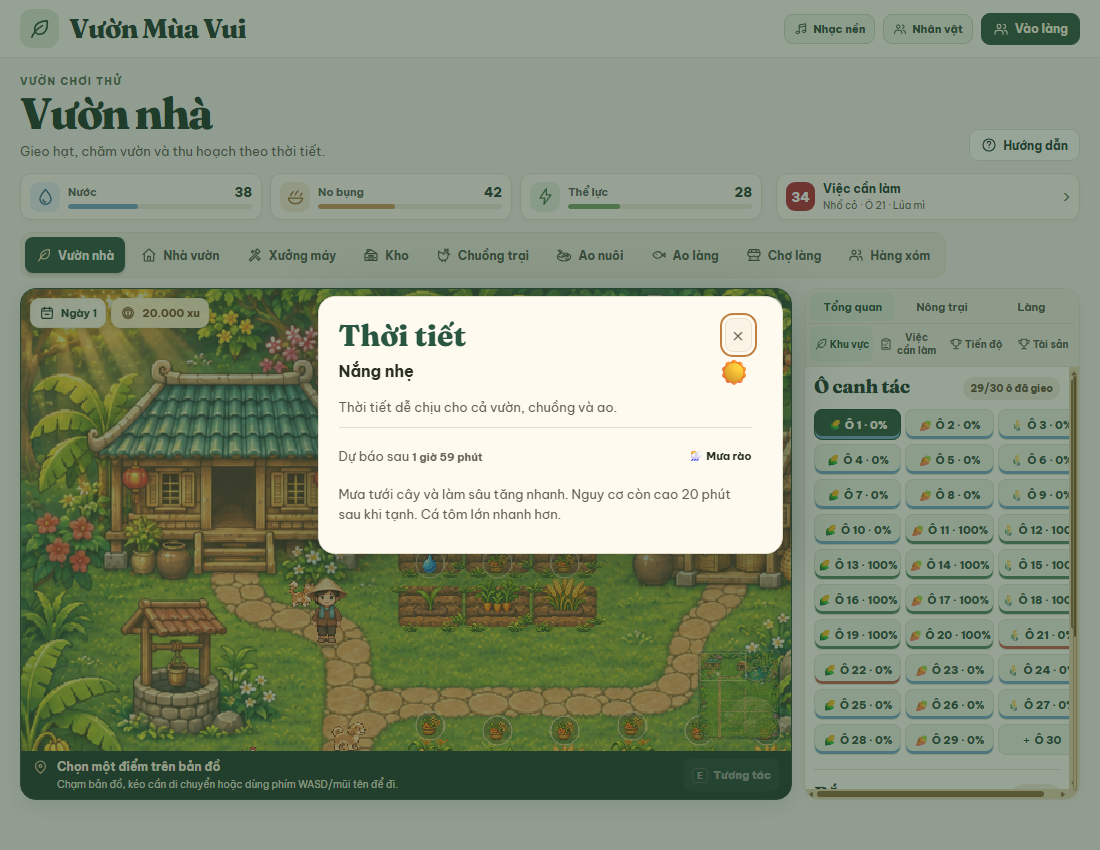 Vườn Mùa Vui
Nhạc nền
Nhân vật
Vào làng
VƯỜN CHƠI THỬ
Vườn nhà
Gieo hạt, chăm vườn và thu hoạch theo thời tiết.
Hướng dẫn
Nước 38
No bụng 42
Thể lực 28
34 Việc cần làm
Nhổ cỏ · Ô 21 · Lúa mì
Vườn nhà
Nhà vườn
Xưởng máy
Kho
Chuồng trại
Ao nuôi
Ao làng
Chợ làng
Hàng xóm
Ngày 1
20.000 xu
Thời tiết
Nắng nhẹ
Thời tiết dễ chịu cho cả vườn, chuồng và ao.
Dự báo sau 1 giờ 59 phút
Mưa rào
Mưa tưới cây và làm sâu tăng nhanh. Nguy cơ còn cao 20 phút
sau khi tạnh. Cá tôm lớn nhanh hơn.
Chọn một điểm trên bản đồ
Chạm bản đồ, kéo cần di chuyển hoặc dùng phím WASD/mũi tên để đi.
E Tương tác
Tổng quan
Nông trại
Làng
Khu vực
Việc
cần làm
Tiến độ
Tài sản
Ô canh tác
29/30 ô đã gieo
Ô 1 · 0% Ô 2 · 0% Ô 3 · 0%
Ô 4 · 0% Ô 5 · 0% Ô 6 · 0%
Ô 7 · 0% Ô 8 · 0% Ô 9 · 0%
Ô 10 · 0% Ô 11 · 100% Ô 12 · 100
Ô 13 · 100% Ô 14 · 100% Ô 15 · 100
Ô 16 · 100% Ô 17 · 100% Ô 18 · 100
Ô 19 · 100% Ô 20 · 100% Ô 21 · 0%
Ô 22 · 0% Ô 23 · 0% Ô 24 · 0%
Ô 25 · 0% Ô 26 · 0% Ô 27 · 0%
Ô 28 · 0% Ô 29 · 0% + Ô 30